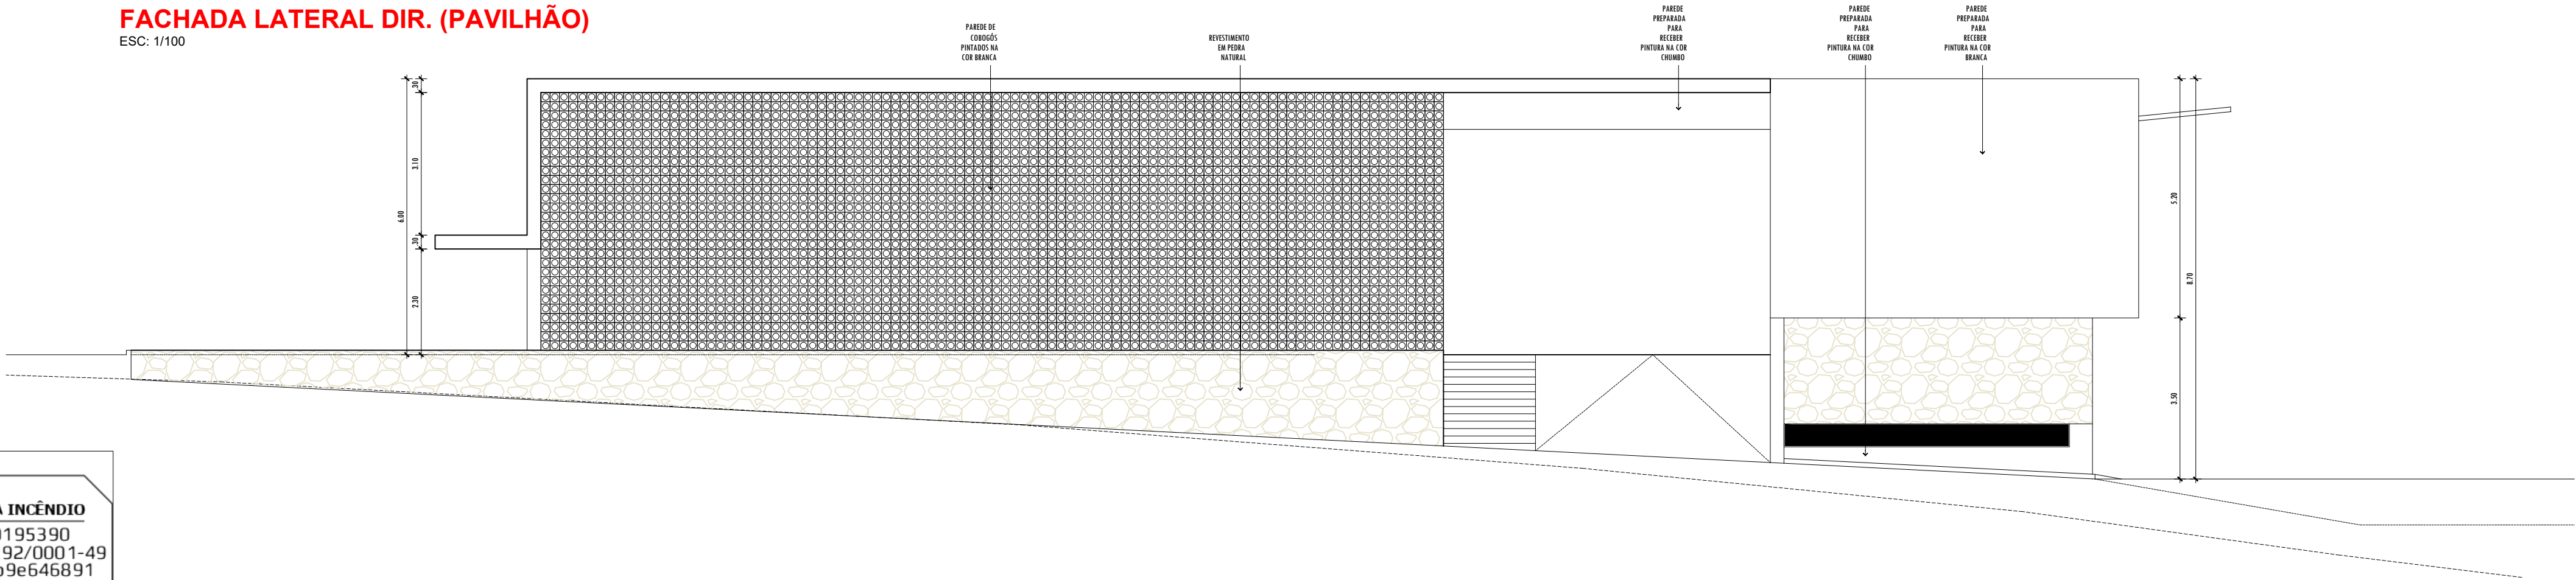 FACHADA LATERAL DIR. (PAVILHÃO)
ESC: 1/100
PAREDE DE
COBOGÓS
PINTADOS NA
COR BRANCA
REVESTIMENTO
EM PEDRA
NATURAL
PAREDE
PREPARADA
PARA
RECEBER
PINTURA NA COR
CHUMBO
PAREDE
PREPARADA
PARA
RECEBER
PINTURA NA COR
CHUMBO
PAREDE
PREPARADA
PARA
RECEBER
PINTURA NA COR
BRANCA
.30
3.10
6.00
.30
2.30
5.20
8.70
3.50
A INCÊNDIO
0195390
92/0001-49
b9e646891